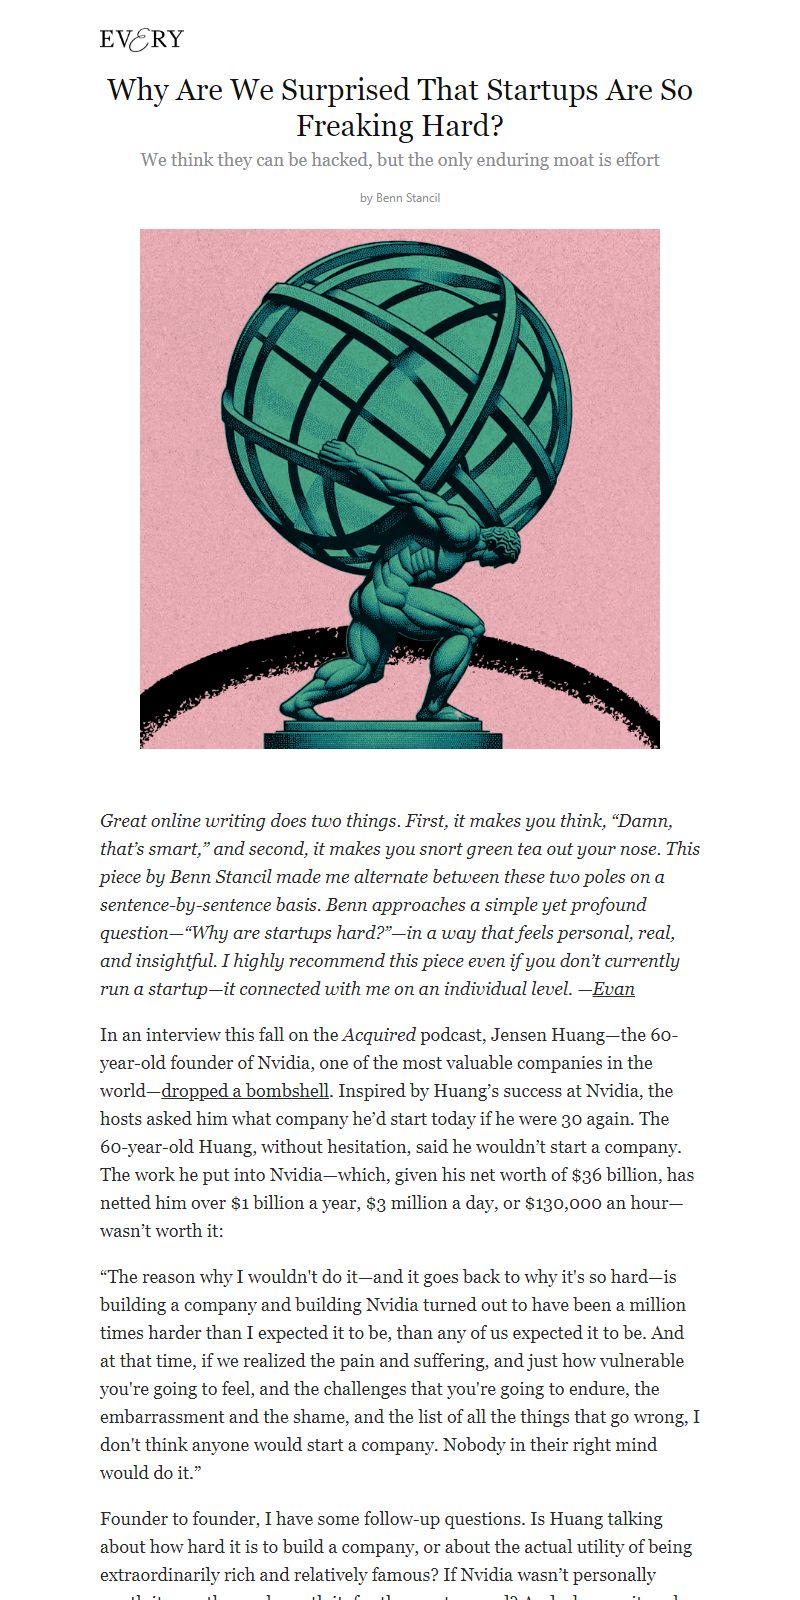 EVERY
Why Are We Surprised That Startups Are So
Freaking Hard?
We think they can be hacked, but the only enduring moat is effort
by Benn Stancil
Great online writing does two things. First, it makes you think, “Damn,
that’s smart,” and second, it makes you snort green tea out your nose. This
piece by Benn Stancil made me alternate between these two poles on a
sentence-by-sentence basis. Benn approaches a simple yet profound
question—“Why are startups hard?”—in a way that feels personal, real,
and insightful. I highly recommend this piece even if you don’t currently
run a startup—it connected with me on an individual level. —Evan
In an interview this fall on the Acquired podcast, Jensen Huang—the 60-
year-old founder of Nvidia, one of the most valuable companies in the
world—dropped a bombshell. Inspired by Huang’s success at Nvidia, the
hosts asked him what company he’d start today if he were 30 again. The
60-year-old Huang, without hesitation, said he wouldn’t start a company.
The work he put into Nvidia—which, given his net worth of $36 billion, has
netted him over $1 billion a year, $3 million a day, or $130,000 an hour—
wasn’t worth it:
“The reason why I wouldn't do it—and it goes back to why it's so hard—is
building a company and building Nvidia turned out to have been a million
times harder than I expected it to be, than any of us expected it to be. And
at that time, if we realized the pain and suffering, and just how vulnerable
you're going to feel, and the challenges that you're going to endure, the
embarrassment and the shame, and the list of all the things that go wrong, I
don't think anyone would start a company. Nobody in their right mind
would do it.”
Founder to founder, I have some follow-up questions. Is Huang talking
about how hard it is to build a company, or about the actual utility of being
extraordinarily rich and relatively famous? If Nvidia wasn’t personally